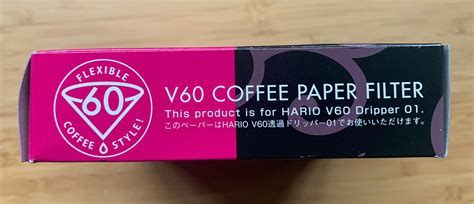 FLEXIBLE
60
COFFEE STYLE!
V60 COFFEE PAPER FILTER
This product is for HARIO V60 Dripper 01.
このペーパーはHARIO V60透過ドリッパー01でお使いいただけます。